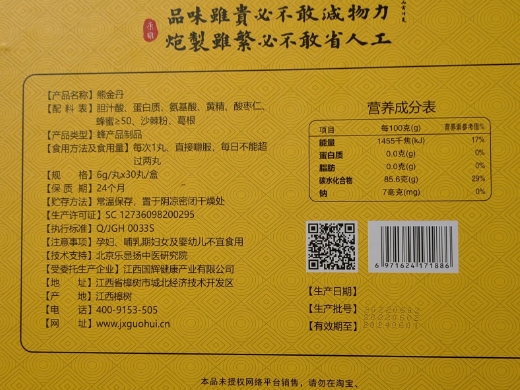 品味雖貴必不敢減物力
炮製雖繁必不敢省人工
【产品名称】熊金丹
【配 料 表】胆汁酸、蛋白质、氨基酸、黄精、酸枣仁、
蜂蜜≥50、沙棘粉、葛根
【产品类型】蜂产品制品
【食用方法及食用量】每次1丸，直接嚼服，每日不能超
过两丸
【规 格】6g/丸x30丸/盒
【保 质 期】24个月
【贮存方法】常温保存，置于阴凉密闭干燥处
【生产许可证】SC 12736098200295
【执行标准】Q/JGH 0033S
【注意事项】孕妇、哺乳期妇女及婴幼儿不宜食用
【技术支持】北京乐昱扬中医研究院
【受委托生产企业】江西国辉健康产业有限公司
【地 址】江西省樟树市城北经济技术开发区
【产 地】江西樟树
【电 话】400-9153-505
【网 址】www.jxguohui.cn
营养成分表
项目 每100克(g) 营养素参考值%
能量 1455千焦(kJ) 17%
蛋白质 0.0克(g) 0%
脂肪 0.0克(g) 0%
碳水化合物 85.6克(g) 29%
钠 7毫克(mg) 0%
6 971624 171886
【生产日期】
【生产批号】20220602
【有效期至】20240601
本品未授权网络平台销售，请勿在淘宝、